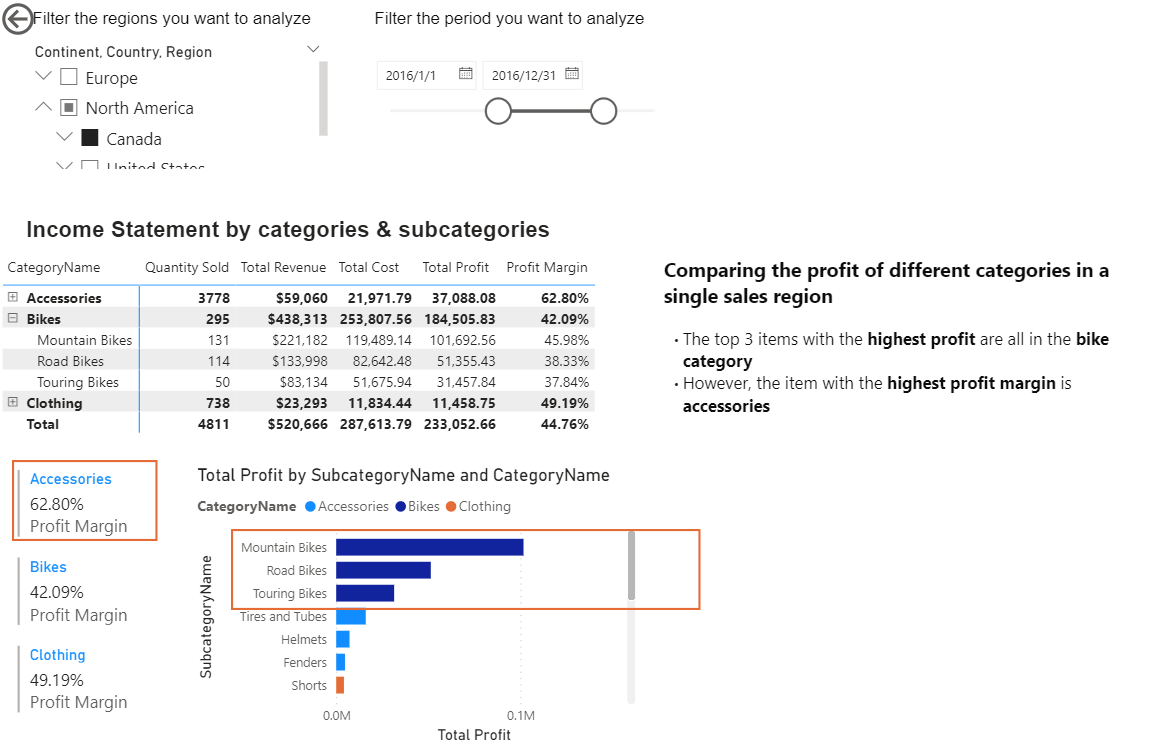 Filter the regions you want to analyze
Filter the period you want to analyze
Continent, Country, Region
Europe
North America
Canada
United States
2016/1/1
2016/12/31
Income Statement by categories & subcategories
CategoryName Quantity Sold Total Revenue Total Cost Total Profit Profit Margin
Accessories 3778 $59,060 21,971.79 37,088.08 62.80%
Bikes 295 $438,313 253,807.56 184,505.83 42.09%
Mountain Bikes 131 $221,182 119,489.14 101,692.56 45.98%
Road Bikes 114 $133,998 82,642.48 51,355.43 38.33%
Touring Bikes 50 $83,134 51,675.94 31,457.84 37.84%
Clothing 738 $23,293 11,834.44 11,458.75 49.19%
Total 4811 $520,666 287,613.79 233,052.66 44.76%
Comparing the profit of different categories in a
single sales region
• The top 3 items with the highest profit are all in the bike
category
• However, the item with the highest profit margin is
accessories
Accessories
62.80%
Profit Margin
Bikes
42.09%
Profit Margin
Clothing
49.19%
Profit Margin
Total Profit by SubcategoryName and CategoryName
CategoryName Accessories Bikes Clothing
SubcategoryName
Mountain Bikes
Road Bikes
Touring Bikes
Tires and Tubes
Helmets
Fenders
Shorts
0.0M 0.1M
Total Profit